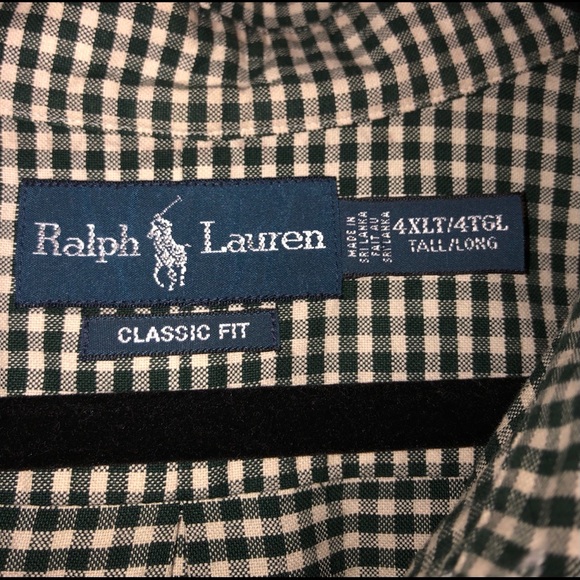 Ralph Lauren
MADE IN
SRI LANKA
FAIT AU
SRI LANKA
4XLT/4TGL
TALL/LONG
CLASSIC FIT